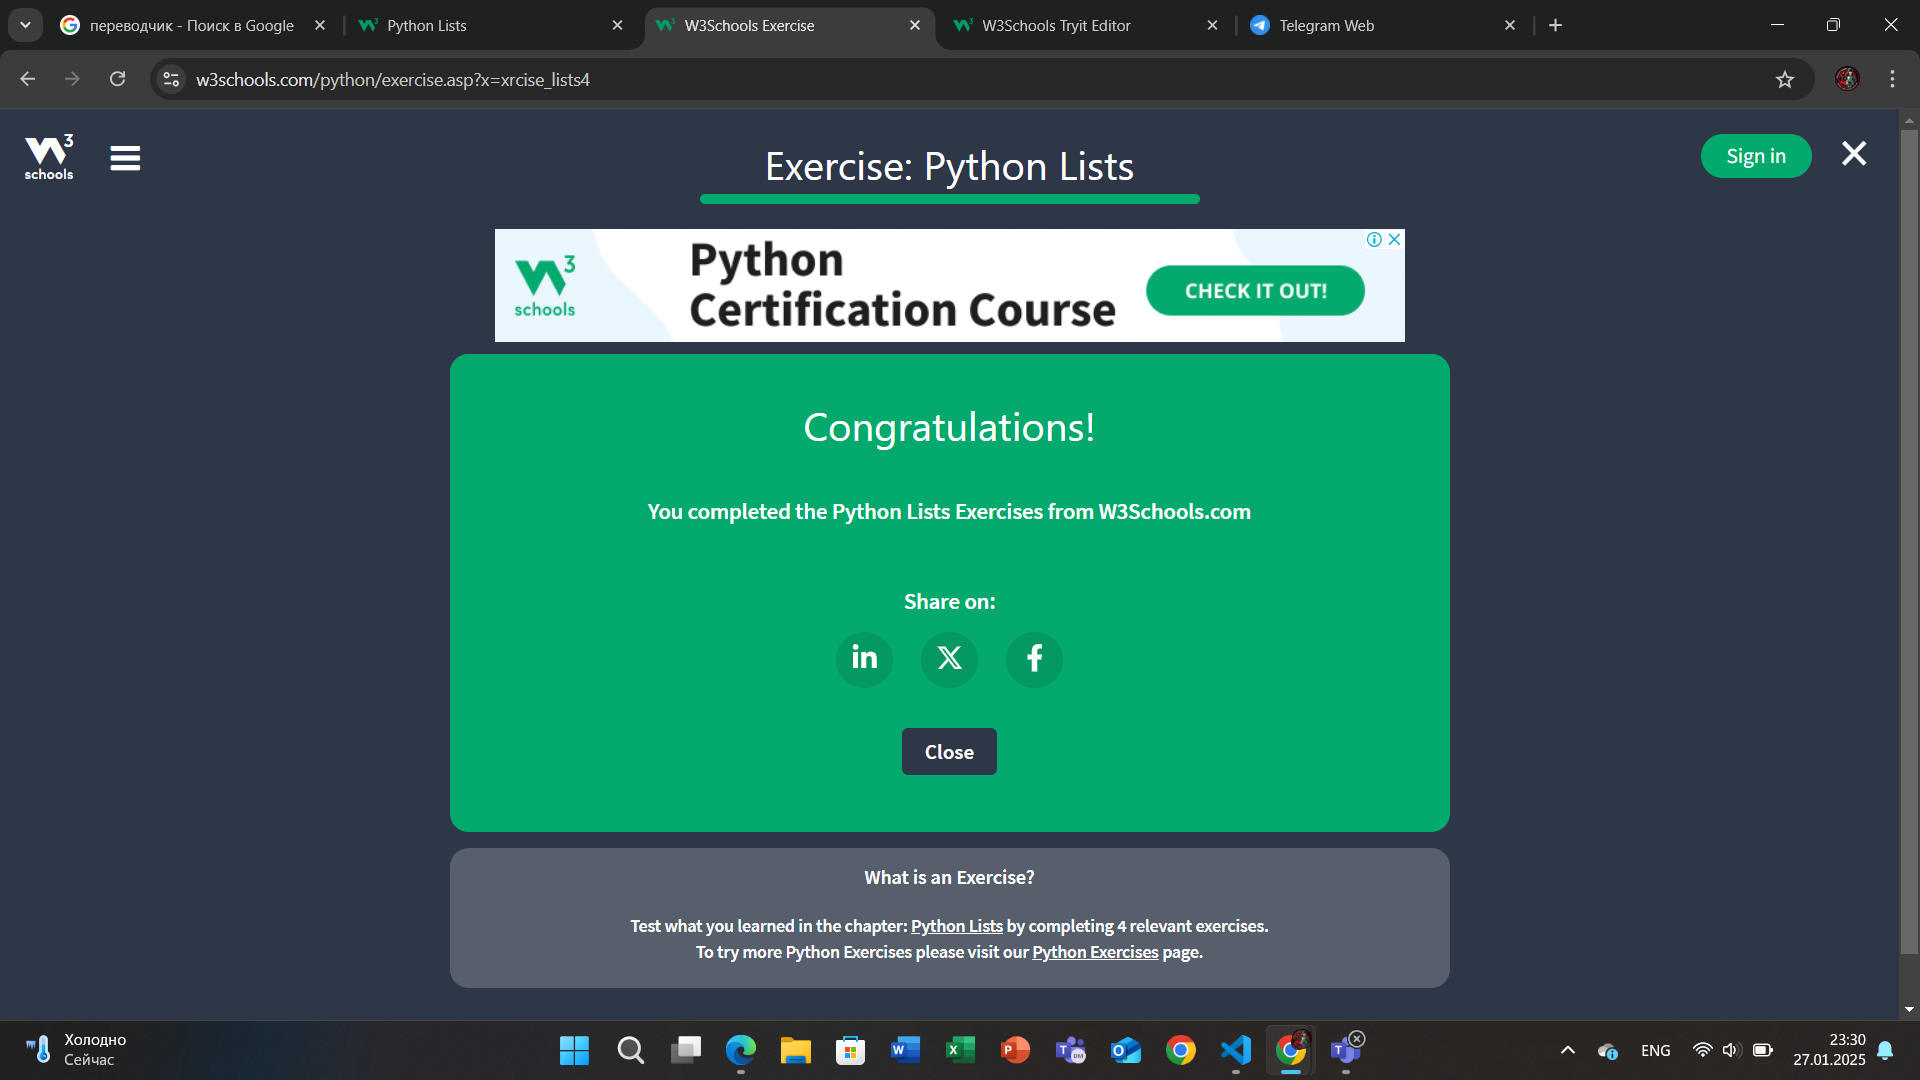 переводчик - Поиск в Google
Python Lists
W3Schools Exercise
W3Schools Tryit Editor
Telegram Web
w3schools.com/python/exercise.asp?x=xrcise_lists4
3
schools
Exercise: Python Lists
Sign in
3
schools
Python
Certification Course
CHECK IT OUT!
Congratulations!
You completed the Python Lists Exercises from W3Schools.com
Share on:
in
X
f
Close
What is an Exercise?
Test what you learned in the chapter: Python Lists by completing 4 relevant exercises.
To try more Python Exercises please visit our Python Exercises page.
Холодно
Сейчас
ENG
23:30
27.01.2025